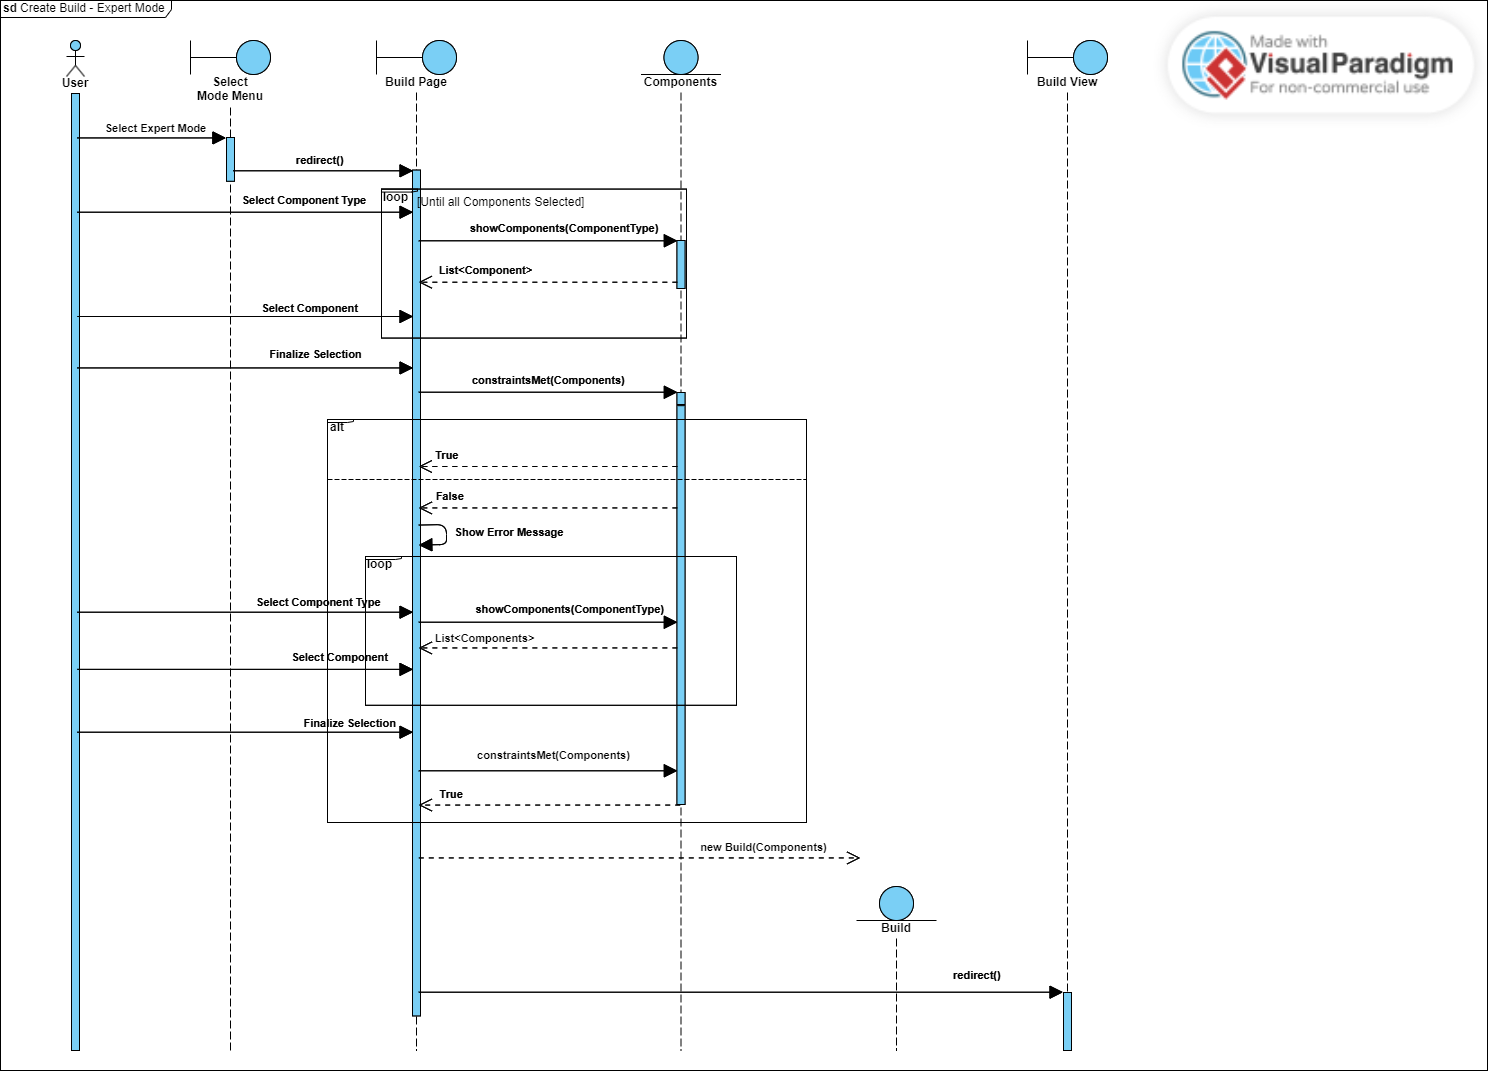 sd Create Build - Expert Mode
Made with
Visual Paradigm
For non-commercial use
User
Select
Mode Menu
Build Page
Components
Build View
Select Expert Mode
redirect()
loop
[Until all Components Selected]
Select Component Type
showComponents(ComponentType)
List<Component>
Select Component
Finalize Selection
constraintsMet(Components)
alt
True
False
Show Error Message
loop
Select Component Type
showComponents(ComponentType)
List<Components>
Select Component
Finalize Selection
constraintsMet(Components)
True
new Build(Components)
Build
redirect()